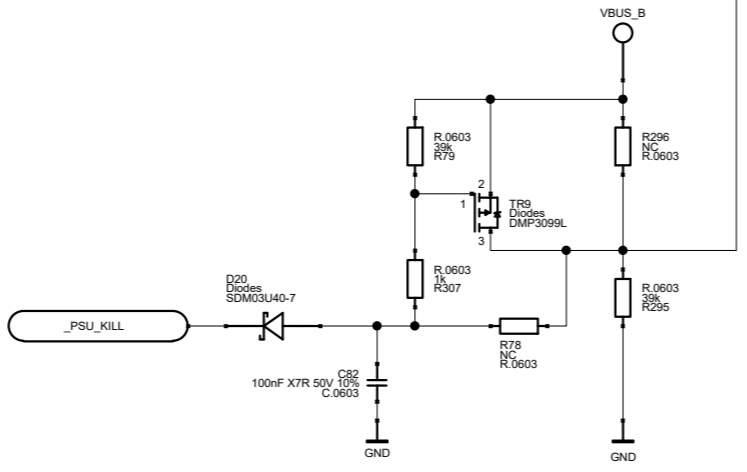 VBUS_B
R.0603
39k
R79
R296
NC
R.0603
2
1
TR9
Diodes
DMP3099L
3
R.0603
1k
R307
R.0603
39k
R295
D20
Diodes
SDM03U40-7
_PSU_KILL
R78
NC
R.0603
C82
100nF X7R 50V 10%
C.0603
GND
GND